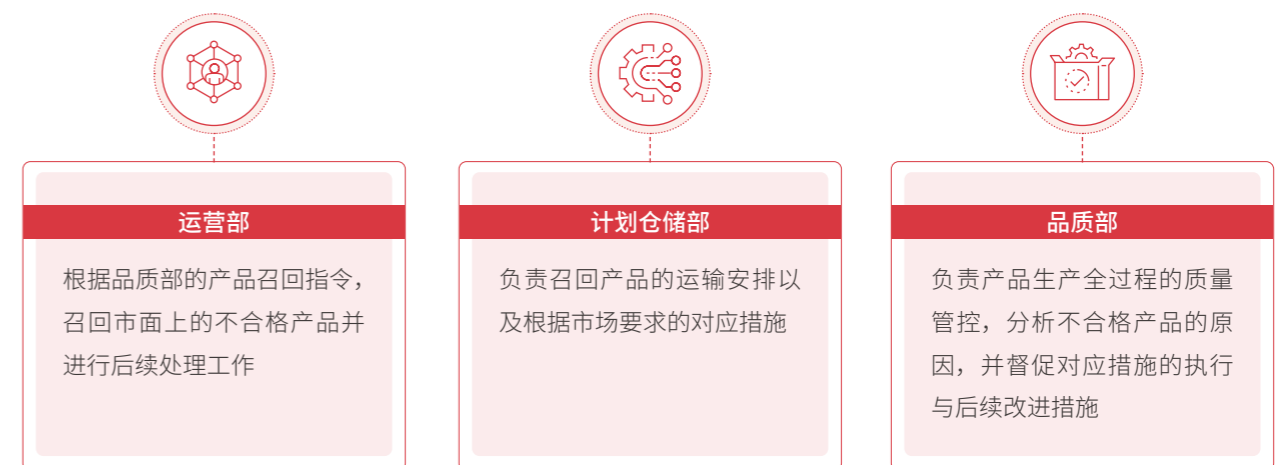 运营部
根据品质部的产品召回指令，
召回市面上的不合格产品并
进行后续处理工作
计划仓储部
负责召回产品的运输安排以
及根据市场要求的对应措施
品质部
负责产品生产全过程的质量
管控，分析不合格产品的原
因，并督促对应措施的执行
与后续改进措施